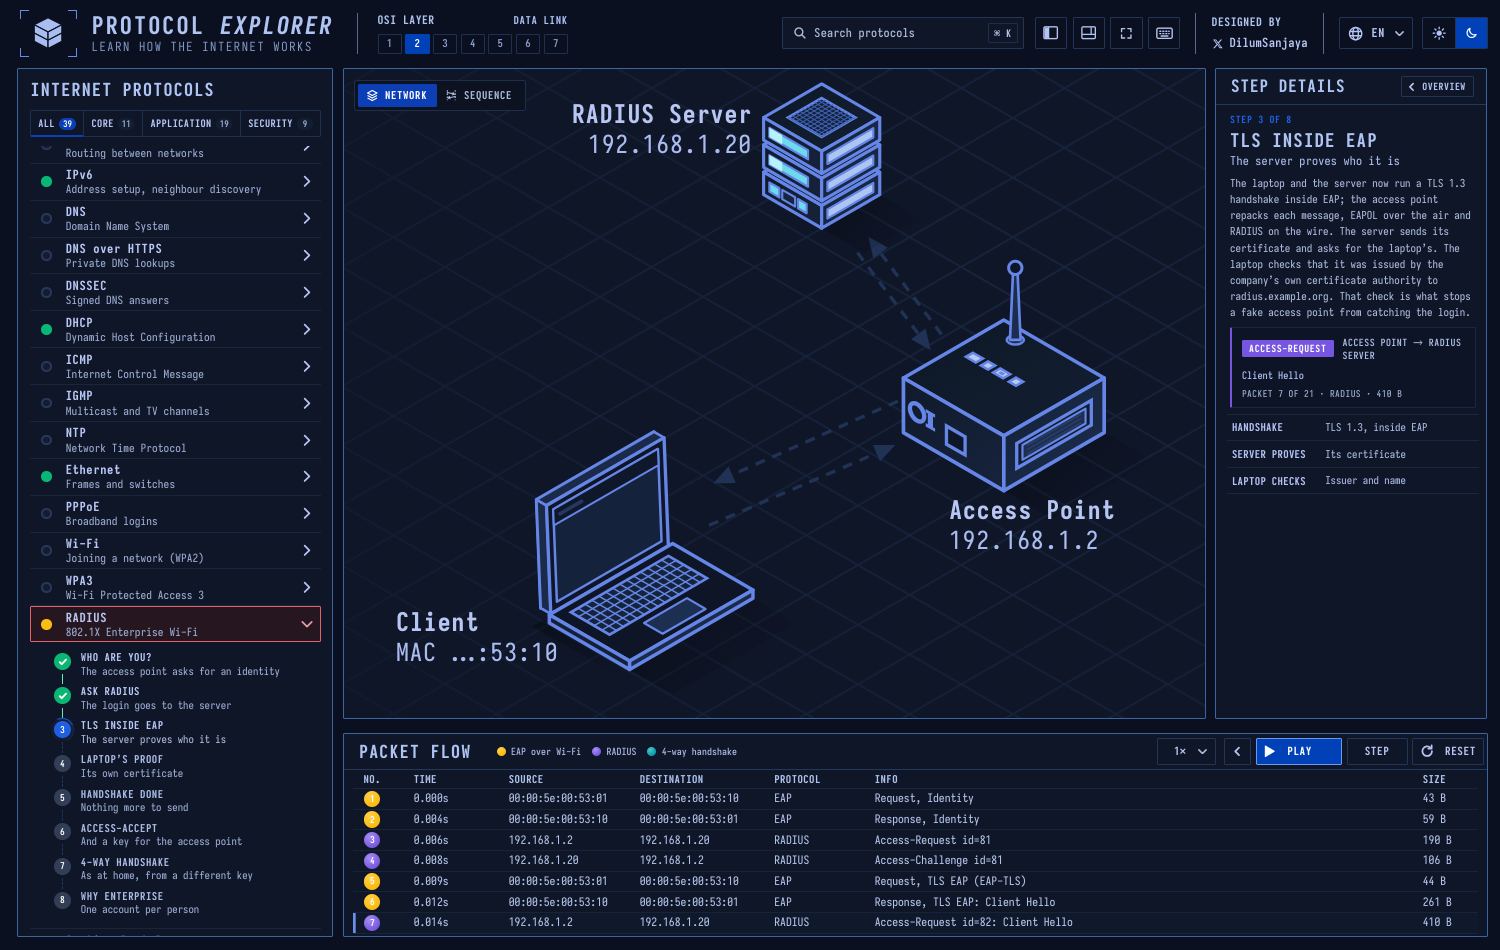 PROTOCOL EXPLORER
LEARN HOW THE INTERNET WORKS
OSI LAYER DATA LINK
1 2 3 4 5 6 7
Search protocols ⌘ K
DESIGNED BY
DilumSanjaya
EN
INTERNET PROTOCOLS
ALL 39 CORE 11 APPLICATION 19 SECURITY 9
Routing between networks
IPv6
Address setup, neighbour discovery
DNS
Domain Name System
DNS over HTTPS
Private DNS lookups
DNSSEC
Signed DNS answers
DHCP
Dynamic Host Configuration
ICMP
Internet Control Message
IGMP
Multicast and TV channels
NTP
Network Time Protocol
Ethernet
Frames and switches
PPPoE
Broadband logins
Wi-Fi
Joining a network (WPA2)
WPA3
Wi-Fi Protected Access 3
RADIUS
802.1X Enterprise Wi-Fi
WHO ARE YOU?
The access point asks for an identity
ASK RADIUS
The login goes to the server
3 TLS INSIDE EAP
The server proves who it is
4 LAPTOP'S PROOF
Its own certificate
5 HANDSHAKE DONE
Nothing more to send
6 ACCESS-ACCEPT
And a key for the access point
7 4-WAY HANDSHAKE
As at home, from a different key
8 WHY ENTERPRISE
One account per person
NETWORK SEQUENCE
RADIUS Server
192.168.1.20
Access Point
192.168.1.2
Client
MAC …:53:10
STEP DETAILS OVERVIEW
STEP 3 OF 8
TLS INSIDE EAP
The server proves who it is
The laptop and the server now run a TLS 1.3
handshake inside EAP; the access point
repacks each message, EAPOL over the air and
RADIUS on the wire. The server sends its
certificate and asks for the laptop's. The
laptop checks that it was issued by the
company's own certificate authority to
radius.example.org. That check is what stops
a fake access point from catching the login.
ACCESS-REQUEST ACCESS POINT → RADIUS
SERVER
Client Hello
PACKET 7 OF 21 · RADIUS · 410 B
HANDSHAKE TLS 1.3, inside EAP
SERVER PROVES Its certificate
LAPTOP CHECKS Issuer and name
PACKET FLOW EAP over Wi-Fi RADIUS 4-way handshake 1× PLAY STEP RESET
NO. TIME SOURCE DESTINATION PROTOCOL INFO SIZE
1 0.000s 00:00:5e:00:53:01 00:00:5e:00:53:10 EAP Request, Identity 43 B
2 0.004s 00:00:5e:00:53:10 00:00:5e:00:53:01 EAP Response, Identity 59 B
3 0.006s 192.168.1.2 192.168.1.20 RADIUS Access-Request id=81 190 B
4 0.008s 192.168.1.20 192.168.1.2 RADIUS Access-Challenge id=81 106 B
5 0.009s 00:00:5e:00:53:01 00:00:5e:00:53:10 EAP Request, TLS EAP (EAP-TLS) 44 B
6 0.012s 00:00:5e:00:53:10 00:00:5e:00:53:01 EAP Response, TLS EAP: Client Hello 261 B
7 0.014s 192.168.1.2 192.168.1.20 RADIUS Access-Request id=82: Client Hello 410 B